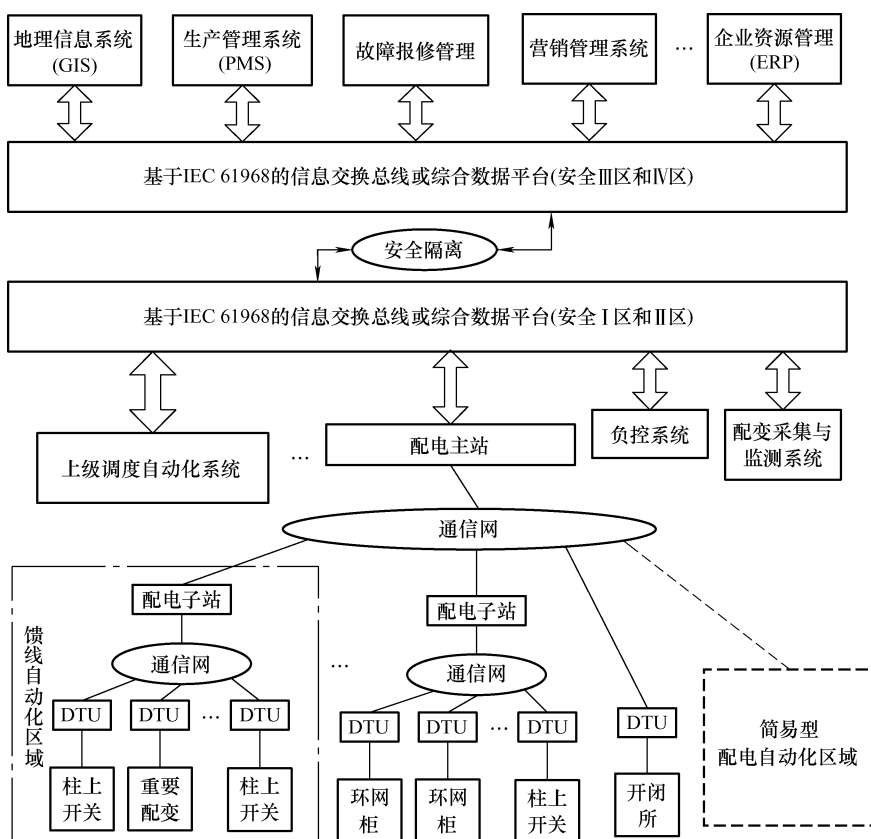 地理信息系统
(GIS)
生产管理系统
(PMS)
故障报修管理
营销管理系统
…
企业资源管理
(ERP)
基于IEC 61968的信息交换总线或综合数据平台(安全Ⅲ区和Ⅳ区)
安全隔离
基于IEC 61968的信息交换总线或综合数据平台(安全Ⅰ区和Ⅱ区)
上级调度自动化系统
…
配电主站
负控系统
配变采集与
监测系统
通信网
馈线自动化区域
配电子站
通信网
DTU
DTU
…
DTU
柱上
开关
重要
配变
柱上
开关
…
配电子站
通信网
DTU
DTU
…
DTU
环网
柜
环网
柜
柱上
开关
DTU
开闭
所
简易型
配电自动化区域